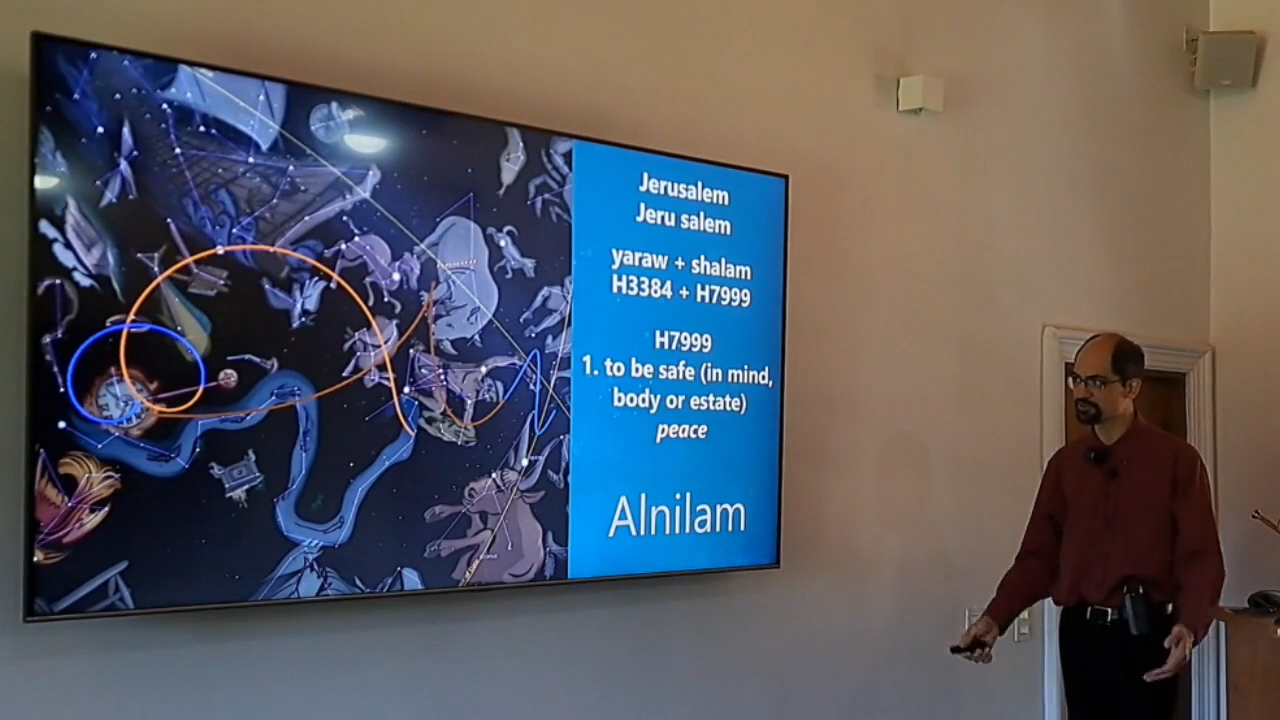 Jerusalem
Jeru salem
yaraw + shalam
H3384 + H7999
H7999
1. to be safe (in mind,
body or estate)
peace
Alnilam